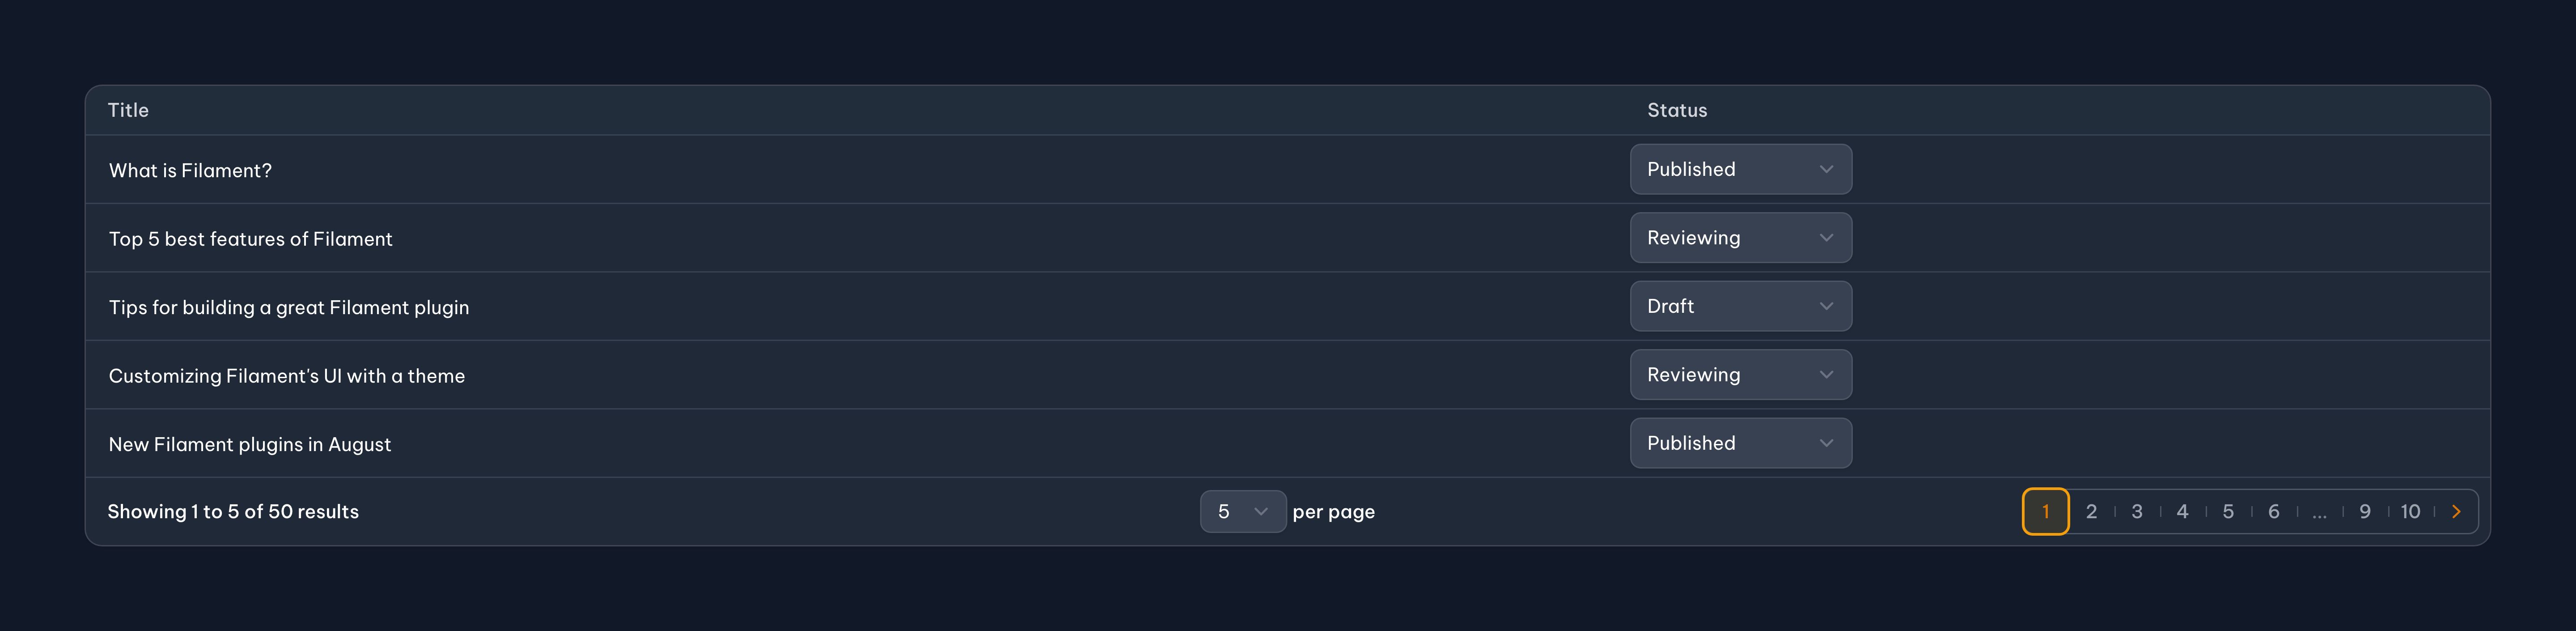 Title Status
What is Filament? Published
Top 5 best features of Filament Reviewing
Tips for building a great Filament plugin Draft
Customizing Filament's UI with a theme Reviewing
New Filament plugins in August Published
Showing 1 to 5 of 50 results 5 per page 1 2 3 4 5 6 ... 9 10